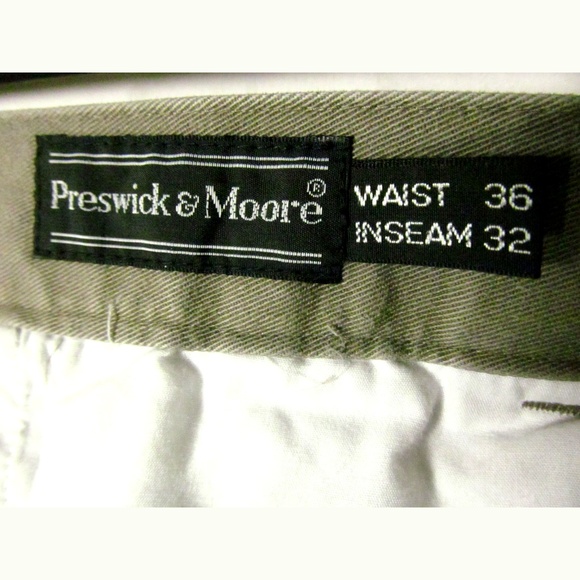 Preswick & Moore®
WAIST 36
INSEAM 32